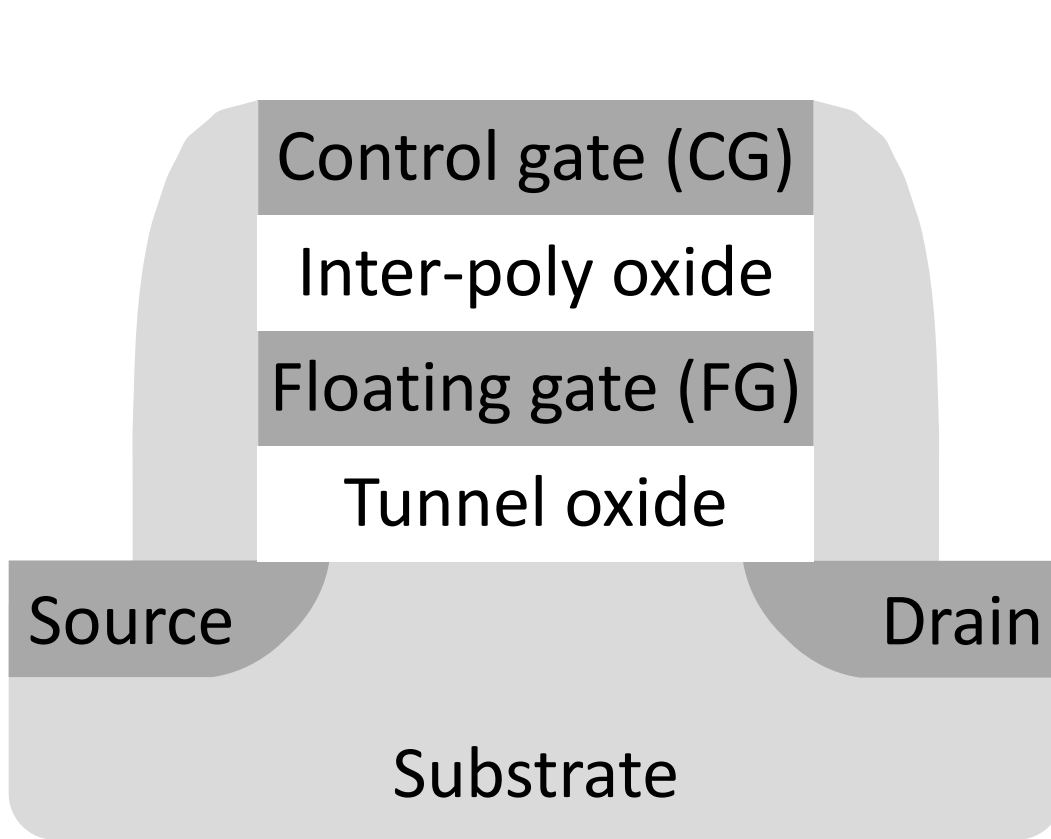 Control gate (CG)
Inter-poly oxide
Floating gate (FG)
Tunnel oxide
Source
Drain
Substrate